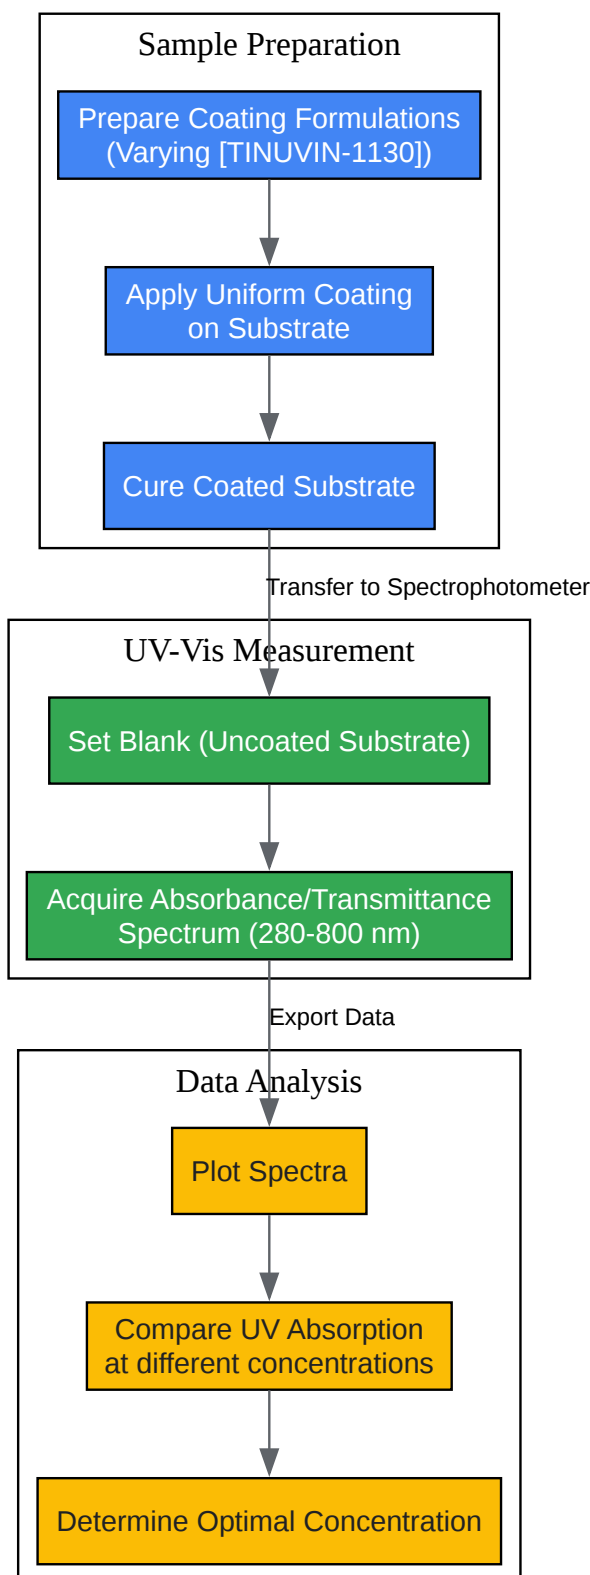 Sample Preparation
Prepare Coating Formulations
(Varying [TINUVIN-1130])
Apply Uniform Coating
on Substrate
Cure Coated Substrate
Transfer to Spectrophotometer
UV-Vis Measurement
Set Blank (Uncoated Substrate)
Acquire Absorbance/Transmittance
Spectrum (280-800 nm)
Export Data
Data Analysis
Plot Spectra
Compare UV Absorption
at different concentrations
Determine Optimal Concentration